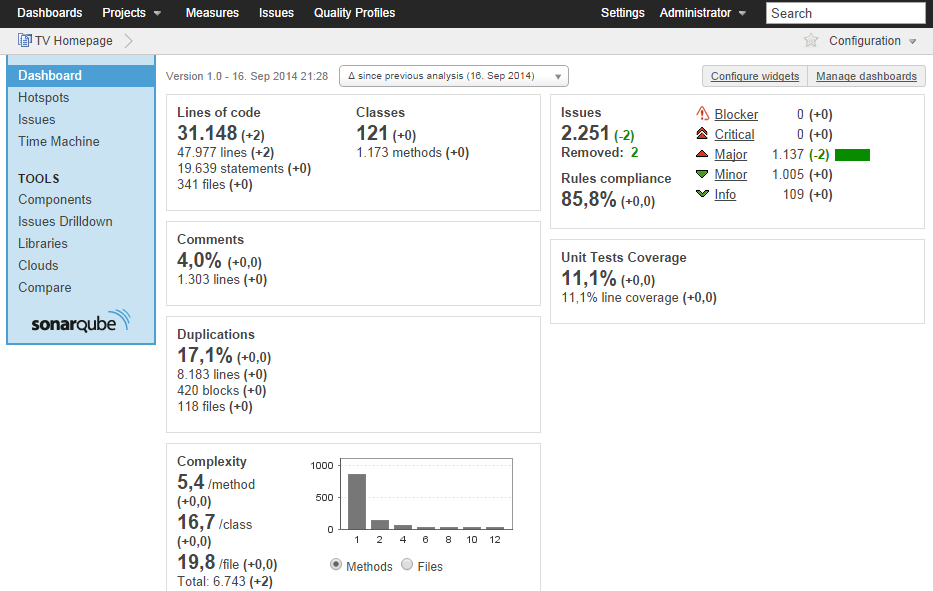 Dashboards Projects Measures Issues Quality Profiles Settings Administrator Search
TV Homepage Configuration
Dashboard
Hotspots
Issues
Time Machine
TOOLS
Components
Issues Drilldown
Libraries
Clouds
Compare
sonarqube
Version 1.0 - 16. Sep 2014 21:28 Δ since previous analysis (16. Sep 2014) Configure widgets Manage dashboards
Lines of code
31.148 (+2)
47.977 lines (+2)
19.639 statements (+0)
341 files (+0)
Classes
121 (+0)
1.173 methods (+0)
Comments
4,0% (+0,0)
1.303 lines (+0)
Duplications
17,1% (+0,0)
8.183 lines (+0)
420 blocks (+0)
118 files (+0)
Complexity
5,4 /method
(+0,0)
16,7 /class
(+0,0)
19,8 /file (+0,0)
Total: 6.743 (+2)
1000
500
0
1 2 4 6 8 10 12
Methods Files
Issues
2.251 (-2)
Removed: 2
Rules compliance
85,8% (+0,0)
Blocker 0 (+0)
Critical 0 (+0)
Major 1.137 (-2)
Minor 1.005 (+0)
Info 109 (+0)
Unit Tests Coverage
11,1% (+0,0)
11,1% line coverage (+0,0)